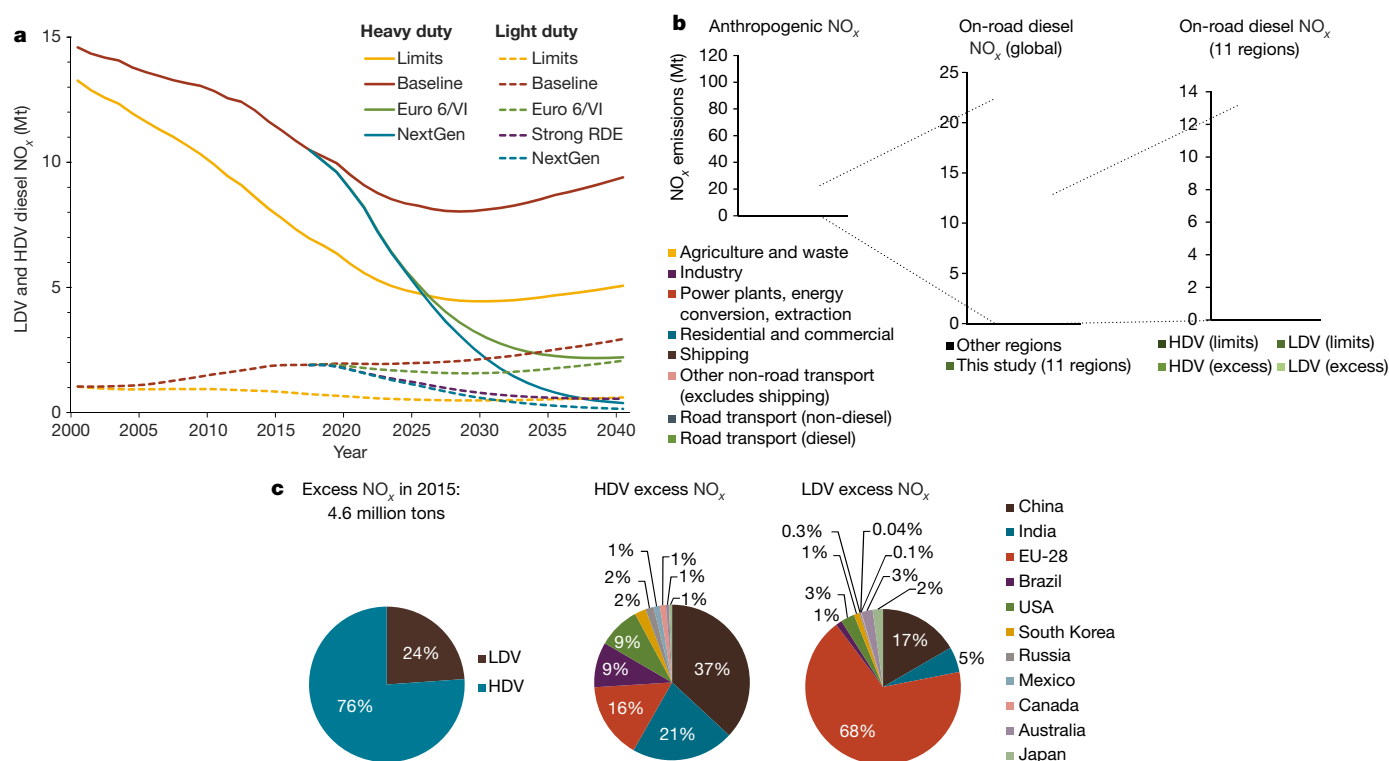 a
15
10
5
0
LDV and HDV diesel NOx (Mt)
2000 2005 2010 2015 2020 2025 2030 2035 2040
Year
Heavy duty
Limits
Baseline
Euro 6/VI
NextGen
Light duty
Limits
Baseline
Euro 6/VI
Strong RDE
NextGen
b
Anthropogenic NOx
NOx emissions (Mt)
120
100
80
60
40
20
0
Agriculture and waste
Industry
Power plants, energy
conversion, extraction
Residential and commercial
Shipping
Other non-road transport
(excludes shipping)
Road transport (non-diesel)
Road transport (diesel)
On-road diesel
NOx (global)
25
20
15
10
5
0
Other regions
This study (11 regions)
On-road diesel NOx
(11 regions)
14
12
10
8
6
4
2
0
HDV (limits) LDV (limits)
HDV (excess) LDV (excess)
c
Excess NOx in 2015:
4.6 million tons
24%
76%
LDV
HDV
HDV excess NOx
1%
2%
2%
1%
1%
1%
9%
9%
16%
21%
37%
LDV excess NOx
0.3%
1%
3%
1%
0.04%
0.1%
3%
2%
17%
5%
68%
China
India
EU-28
Brazil
USA
South Korea
Russia
Mexico
Canada
Australia
Japan